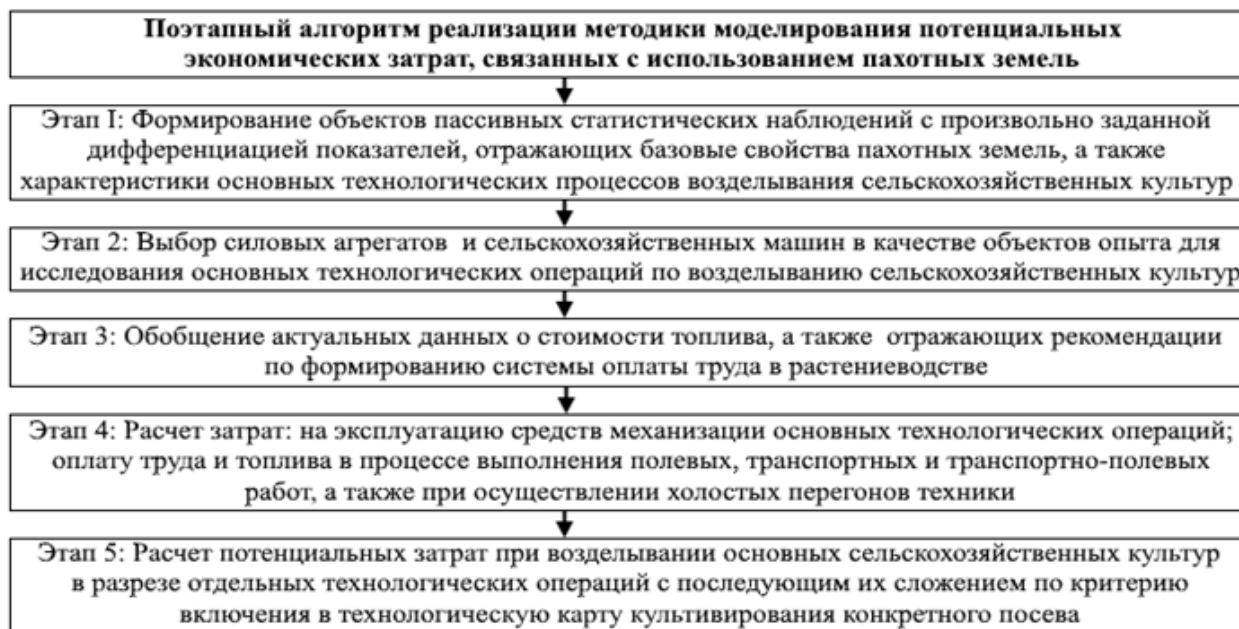 Поэтапный алгоритм реализации методики моделирования потенциальных
экономических затрат, связанных с использованием пахотных земель
Этап I: Формирование объектов пассивных статистических наблюдений с произвольно заданной
дифференциацией показателей, отражающих базовые свойства пахотных земель, а также
характеристики основных технологических процессов возделывания сельскохозяйственных культур
Этап 2: Выбор силовых агрегатов и сельскохозяйственных машин в качестве объектов опыта для
исследования основных технологических операций по возделыванию сельскохозяйственных культур
Этап 3: Обобщение актуальных данных о стоимости топлива, а также отражающих рекомендации
по формированию системы оплаты труда в растениеводстве
Этап 4: Расчет затрат: на эксплуатацию средств механизации основных технологических операций;
оплату труда и топлива в процессе выполнения полевых, транспортных и транспортно-полевых
работ, а также при осуществлении холостых перегонов техники
Этап 5: Расчет потенциальных затрат при возделывании основных сельскохозяйственных культур
в разрезе отдельных технологических операций с последующим их сложением по критерию
включения в технологическую карту культивирования конкретного посева